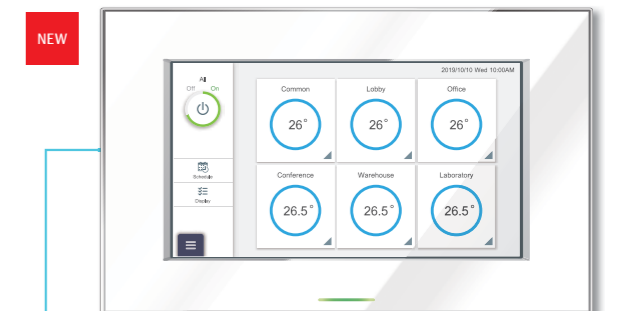 NEW
2019/10/10 Wed 10:00AM
All
Off On
Common Lobby Office
26° 26° 26°
Schedule
Display
Conference Warehouse Laboratory
26.5° 26.5° 26.5°